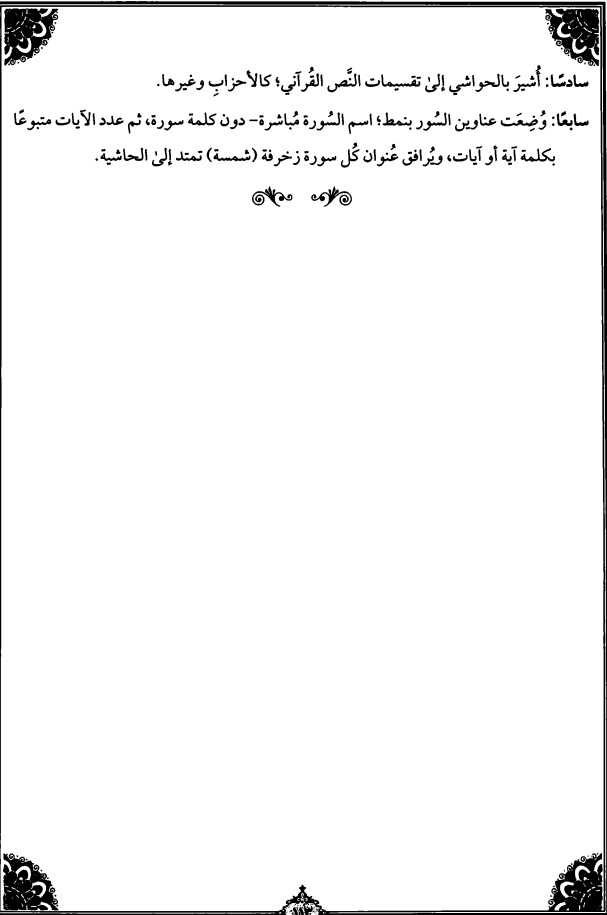 سادسًا: أُشيرَ بالحواشي إلىٰ تقسيمات النَّص القُرآني؛ كالأحزابِ وغيرها.
سابعًا: وُضِعَت عناوين السُور بنمط؛ اسم السُورة مُباشرة- دون كلمة سورة، ثم عدد الآيات متبوعًا
بكلمة آية أو آيات، ويُرافق عُنوان كُل سورة زخرفة (شمسة) تمتد إلىٰ الحاشية.